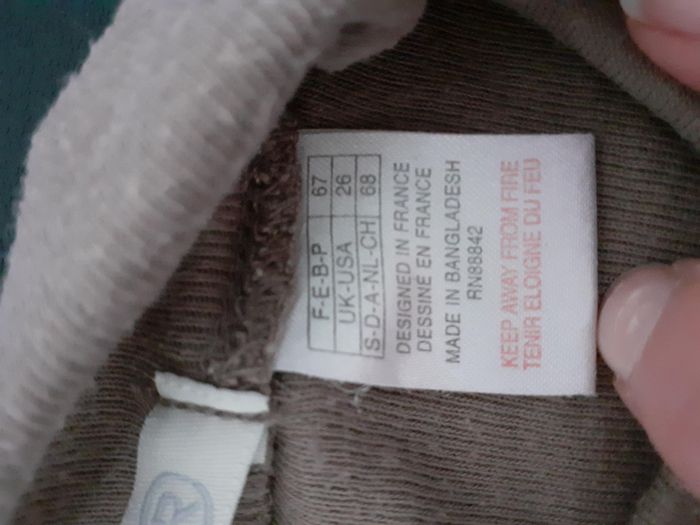 F-E-B-P 67
UK-USA 26
S-D-A-NL-CH 68
DESIGNED IN FRANCE
DESSINÉ EN FRANCE
MADE IN BANGLADESH
RN88842
KEEP AWAY FROM FIRE
TENIR ELOIGNE DU FEU
®